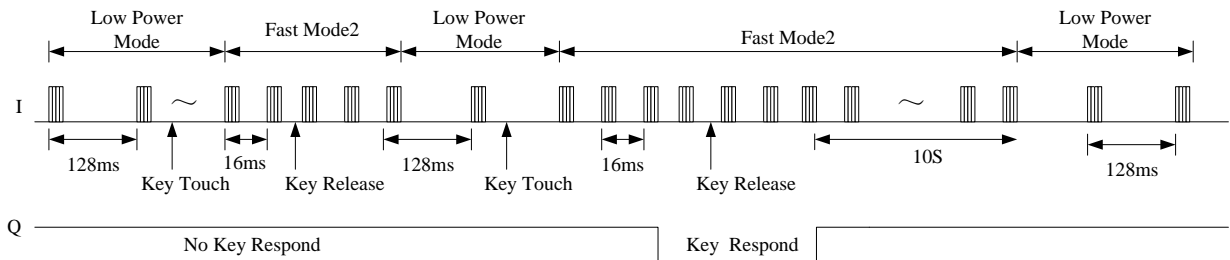 Low Power
Mode
Fast Mode2
Low Power
Mode
Fast Mode2
Low Power
Mode
I
~
~
128ms
Key Touch
16ms
Key Release
128ms
Key Touch
16ms
Key Release
10S
128ms
Q
No Key Respond
Key Respond